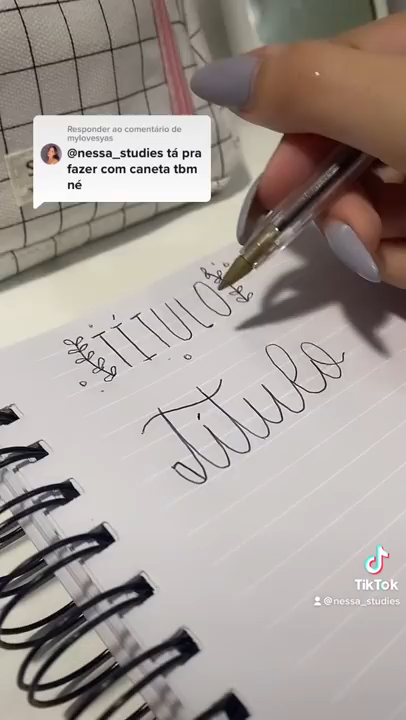 Responder ao comentário de
mylovesyas
@nessa_studies tá pra
fazer com caneta tbm
né
TÍTULO
Título
TikTok
@nessa_studies